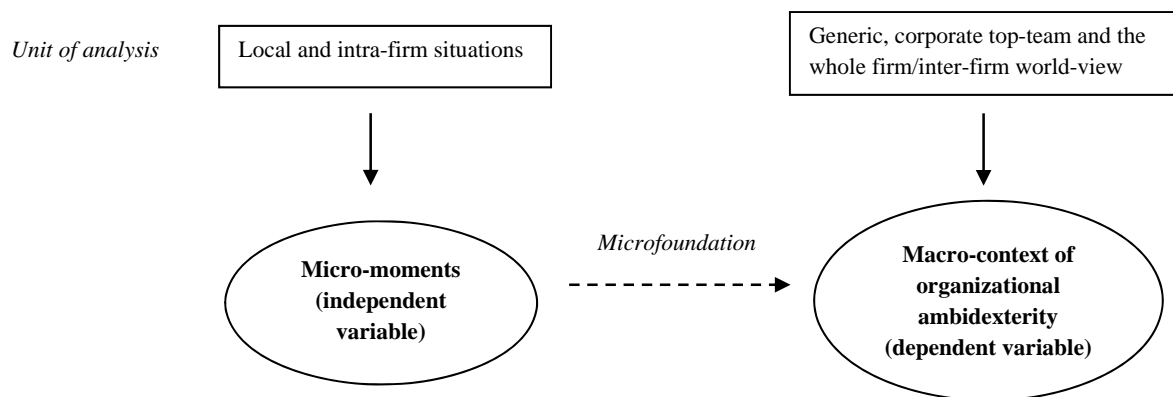 Unit of analysis
Local and intra-firm situations
Generic, corporate top-team and the
whole firm/inter-firm world-view
Microfoundation
Micro-moments
(independent
variable)
Macro-context of
organizational
ambidexterity
(dependent variable)